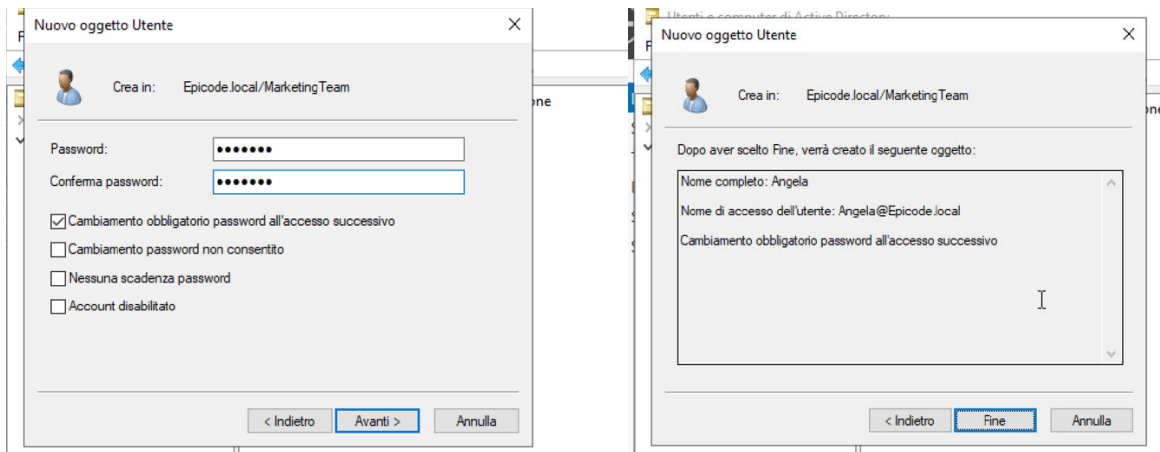 Nuovo oggetto Utente
Crea in: Epicode.local/MarketingTeam
Password: •••••••
Conferma password: •••••••
Cambiamento obbligatorio password all'accesso successivo
Cambiamento password non consentito
Nessuna scadenza password
Account disabilitato
< Indietro
Avanti >
Annulla
one
Utenti e computer di Active Directory
Nuovo oggetto Utente
Crea in: Epicode.local/MarketingTeam
Dopo aver scelto Fine, verrà creato il seguente oggetto:
Nome completo: Angela
Nome di accesso dell'utente: Angela@Epicode.local
Cambiamento obbligatorio password all'accesso successivo
< Indietro
Fine
Annulla